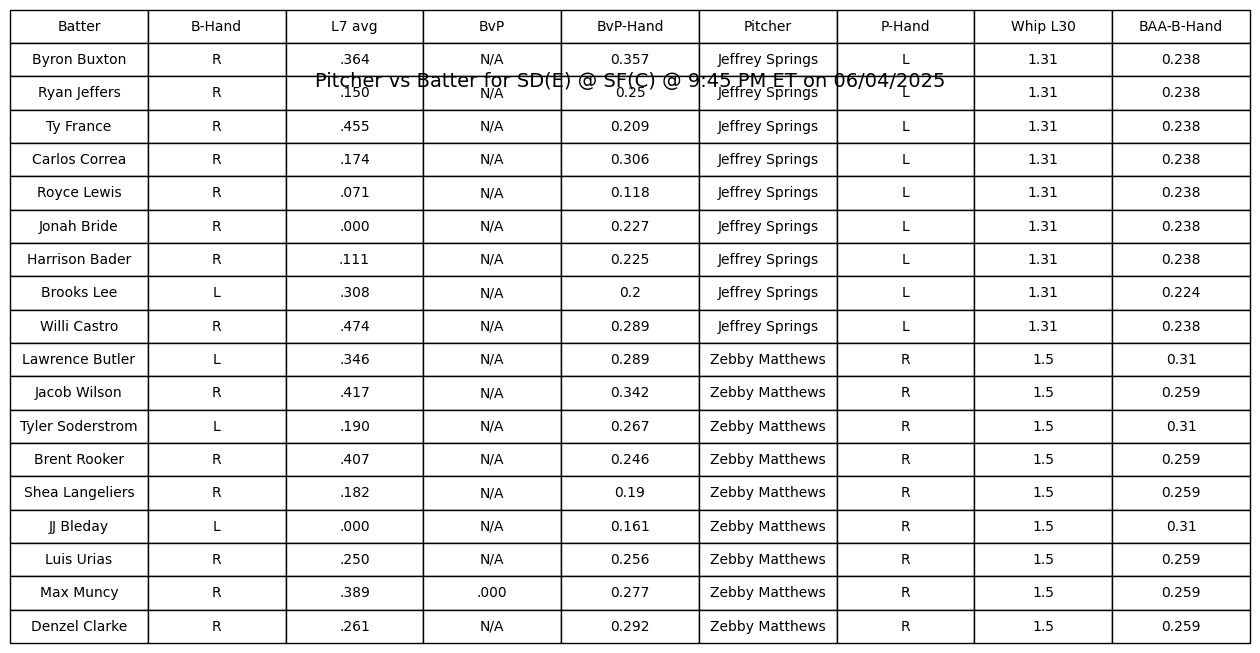 Batter B-Hand L7 avg BvP BvP-Hand Pitcher P-Hand Whip L30 BAA-B-Hand
Byron Buxton R .364 N/A 0.357 Jeffrey Springs L 1.31 0.238
Pitcher vs Batter for SD(E) @ SF(C) @ 9:45 PM ET on 06/04/2025
Ryan Jeffers R .150 N/A 0.25 Jeffrey Springs L 1.31 0.238
Ty France R .455 N/A 0.209 Jeffrey Springs L 1.31 0.238
Carlos Correa R .174 N/A 0.306 Jeffrey Springs L 1.31 0.238
Royce Lewis R .071 N/A 0.118 Jeffrey Springs L 1.31 0.238
Jonah Bride R .000 N/A 0.227 Jeffrey Springs L 1.31 0.238
Harrison Bader R .111 N/A 0.225 Jeffrey Springs L 1.31 0.238
Brooks Lee L .308 N/A 0.2 Jeffrey Springs L 1.31 0.224
Willi Castro R .474 N/A 0.289 Jeffrey Springs L 1.31 0.238
Lawrence Butler L .346 N/A 0.289 Zebby Matthews R 1.5 0.31
Jacob Wilson R .417 N/A 0.342 Zebby Matthews R 1.5 0.259
Tyler Soderstrom L .190 N/A 0.267 Zebby Matthews R 1.5 0.31
Brent Rooker R .407 N/A 0.246 Zebby Matthews R 1.5 0.259
Shea Langeliers R .182 N/A 0.19 Zebby Matthews R 1.5 0.259
JJ Bleday L .000 N/A 0.161 Zebby Matthews R 1.5 0.31
Luis Urias R .250 N/A 0.256 Zebby Matthews R 1.5 0.259
Max Muncy R .389 .000 0.277 Zebby Matthews R 1.5 0.259
Denzel Clarke R .261 N/A 0.292 Zebby Matthews R 1.5 0.259